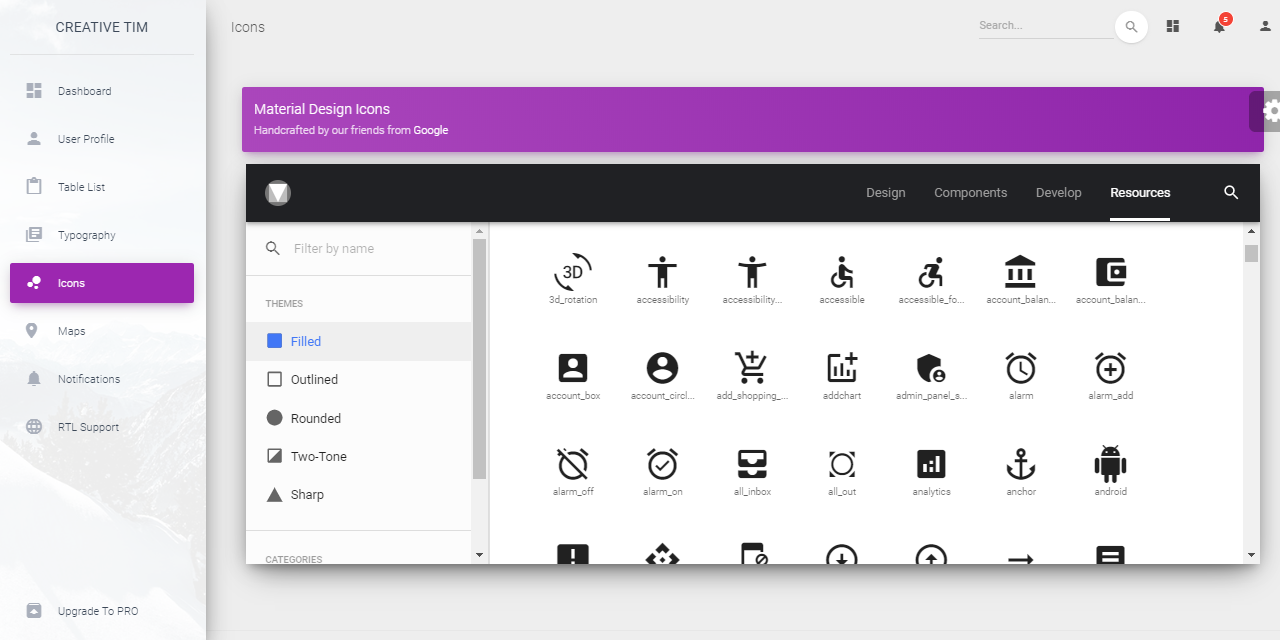 CREATIVE TIM
Dashboard
User Profile
Table List
Typography
Icons
Maps
Notifications
RTL Support
Upgrade To PRO
Icons
Search...
5
Material Design Icons
Handcrafted by our friends from Google
Design Components Develop Resources
Filter by name
THEMES
Filled
Outlined
Rounded
Two-Tone
Sharp
CATEGORIES
3D
3d_rotation accessibility accessibility... accessible accessible_fo... account_balan... account_balan...
account_box account_circl... add_shopping_... addchart admin_panel_s... alarm alarm_add
alarm_off alarm_on all_inbox all_out analytics anchor android